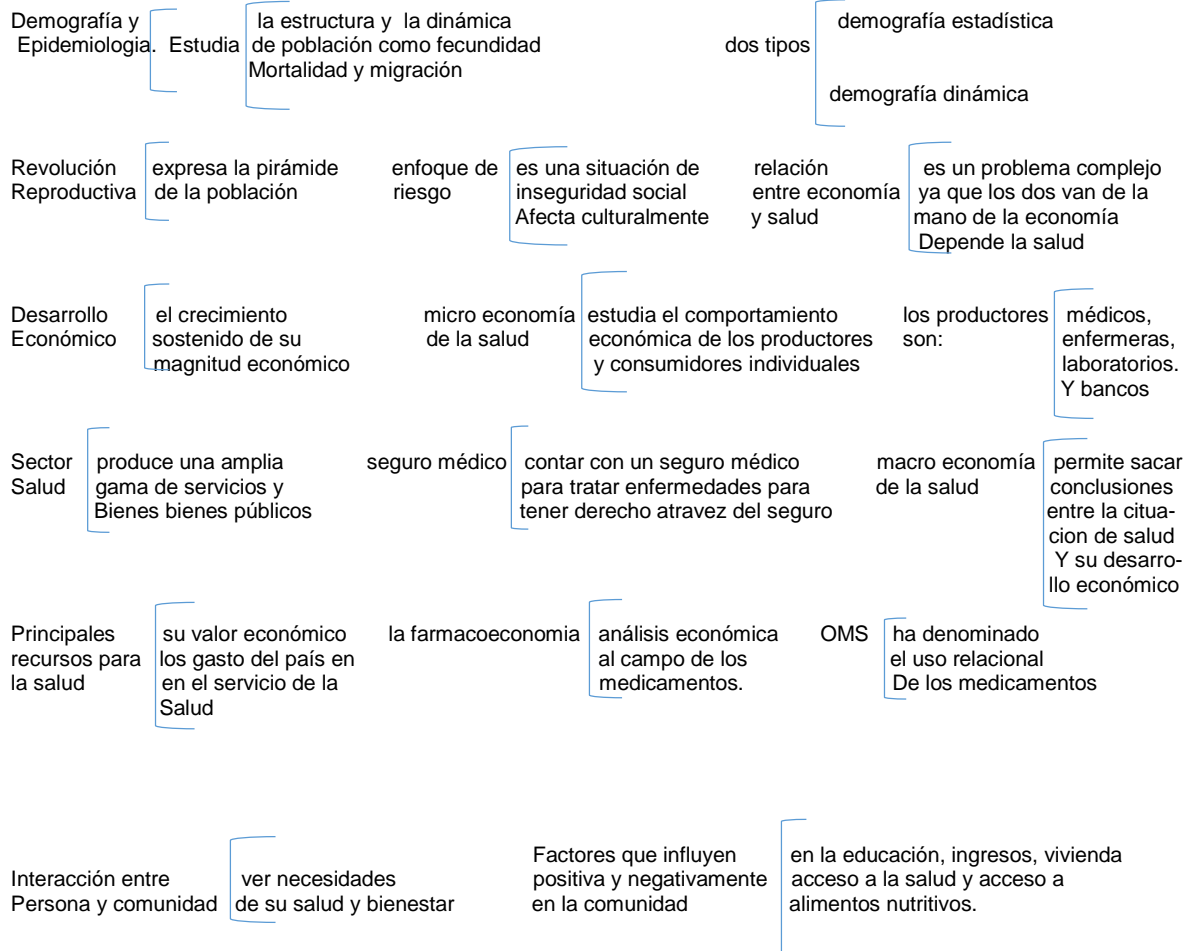 Demografía y
Epidemiologia. Estudia
la estructura y la dinámica
de población como fecundidad
Mortalidad y migración
dos tipos
demografía estadística
demografía dinámica
Revolución
Reproductiva
expresa la pirámide
de la población
enfoque de
riesgo
es una situación de
inseguridad social
Afecta culturalmente
relación
entre economía
y salud
es un problema complejo
ya que los dos van de la
mano de la economía
Depende la salud
Desarrollo
Económico
el crecimiento
sostenido de su
magnitud económico
micro economía
de la salud
estudia el comportamiento
económica de los productores
y consumidores individuales
los productores
son:
médicos,
enfermeras,
laboratorios.
Y bancos
Sector
Salud
produce una amplia
gama de servicios y
Bienes bienes públicos
seguro médico
contar con un seguro médico
para tratar enfermedades para
tener derecho atravez del seguro
macro economía
de la salud
permite sacar
conclusiones
entre la citua-
cion de salud
Y su desarro-
llo económico
Principales
recursos para
la salud
su valor económico
los gasto del país en
en el servicio de la
Salud
la farmacoeconomia
análisis económica
al campo de los
medicamentos.
OMS
ha denominado
el uso relacional
De los medicamentos
Interacción entre
Persona y comunidad
ver necesidades
de su salud y bienestar
Factores que influyen
positiva y negativamente
en la comunidad
en la educación, ingresos, vivienda
acceso a la salud y acceso a
alimentos nutritivos.